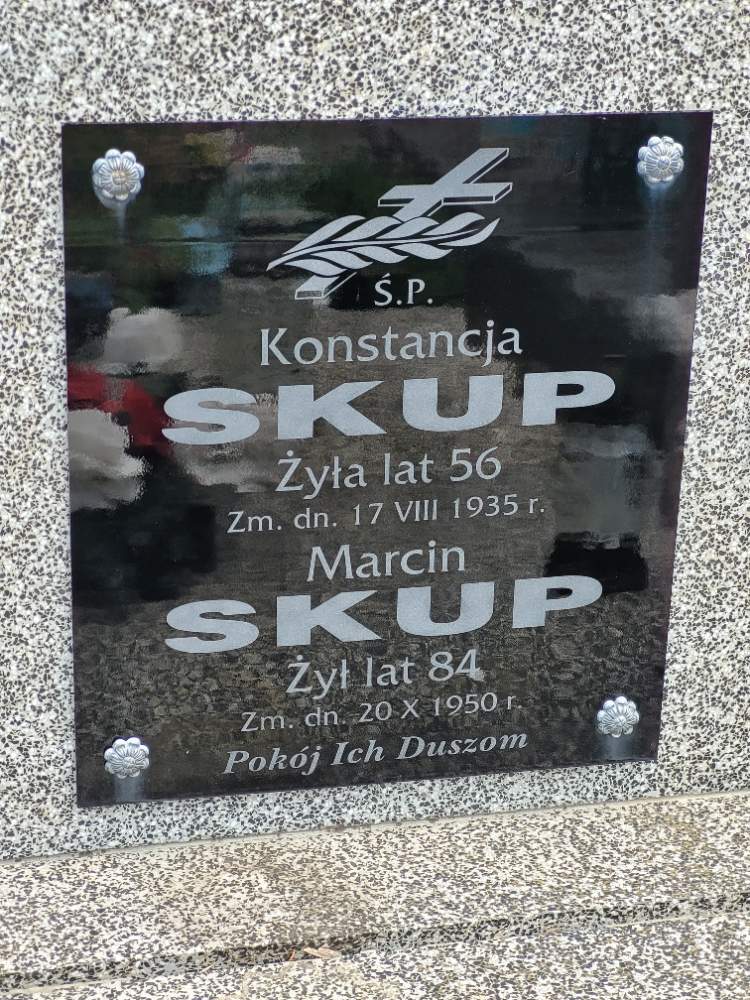 Ś.P.
Konstancja
SKUP
Żyła lat 56
Zm. dn. 17 VIII 1935 r.
Marcin
SKUP
Żył lat 84
Zm. dn. 20 X 1950 r.
Pokój Ich Duszom